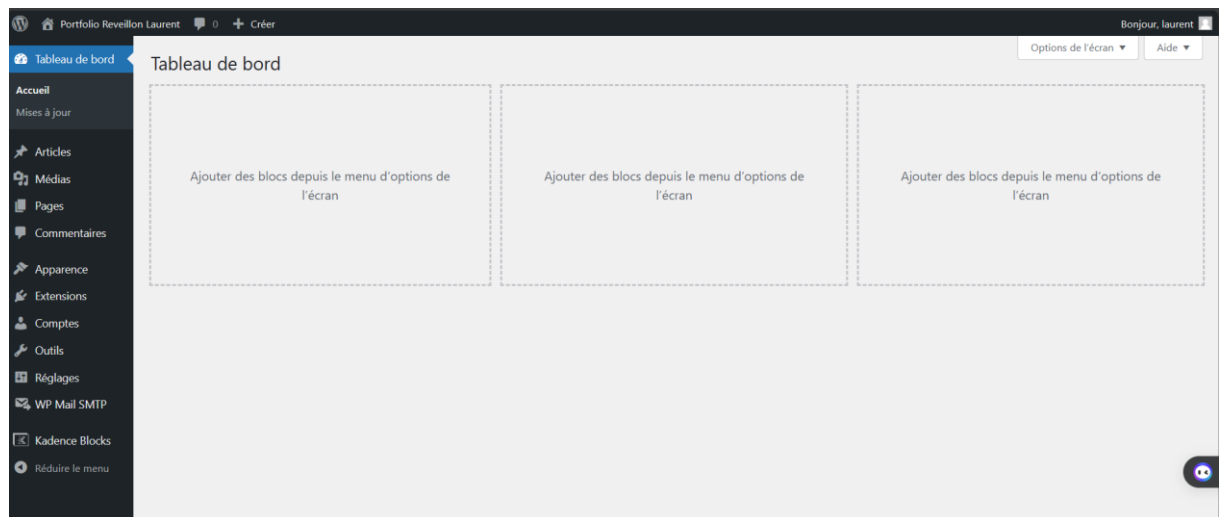 Portfolio Reveillon Laurent 0 + Créer Bonjour, laurent
Options de l'écran ▼ Aide ▼
Tableau de bord
Accueil
Mises à jour
Articles
Médias
Pages
Commentaires
Apparence
Extensions
Comptes
Outils
Réglages
WP Mail SMTP
Kadence Blocks
Réduire le menu
Tableau de bord
Ajouter des blocs depuis le menu d'options de
l'écran
Ajouter des blocs depuis le menu d'options de
l'écran
Ajouter des blocs depuis le menu d'options de
l'écran